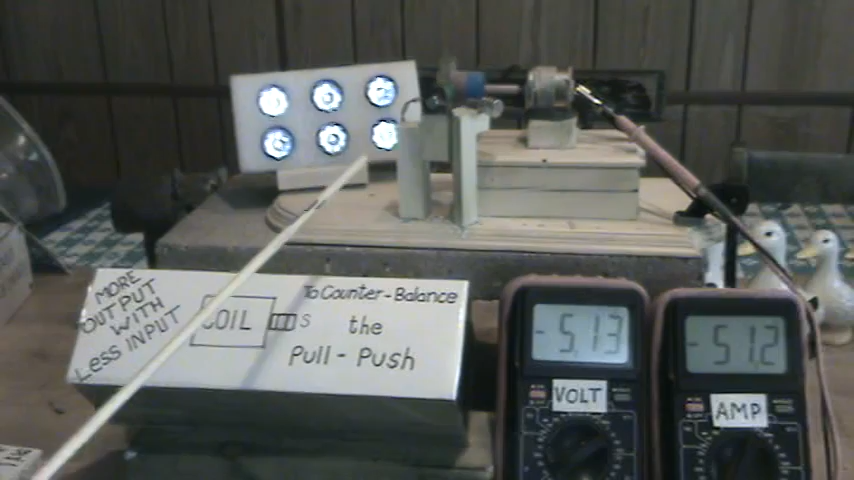 MORE
OUTPUT
WITH
Less INPUT
COIL
S
To Counter-Balance
the
Pull-Push
-5.13
VOLT
-51.2
AMP